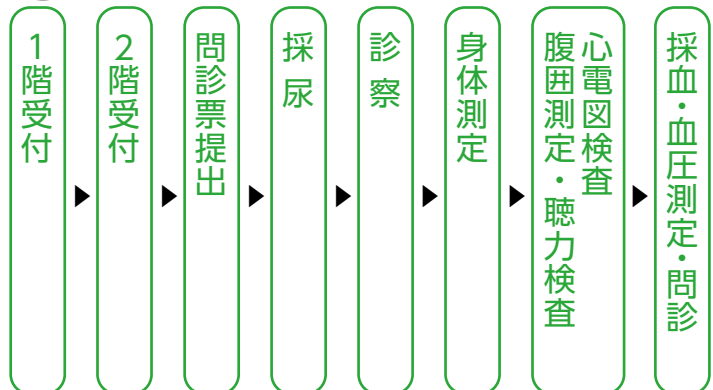 1階受付
2階受付
問診票提出
採尿
診察
身体測定
心電図検査
腹囲測定・聴力検査
採血・血圧測定・問診